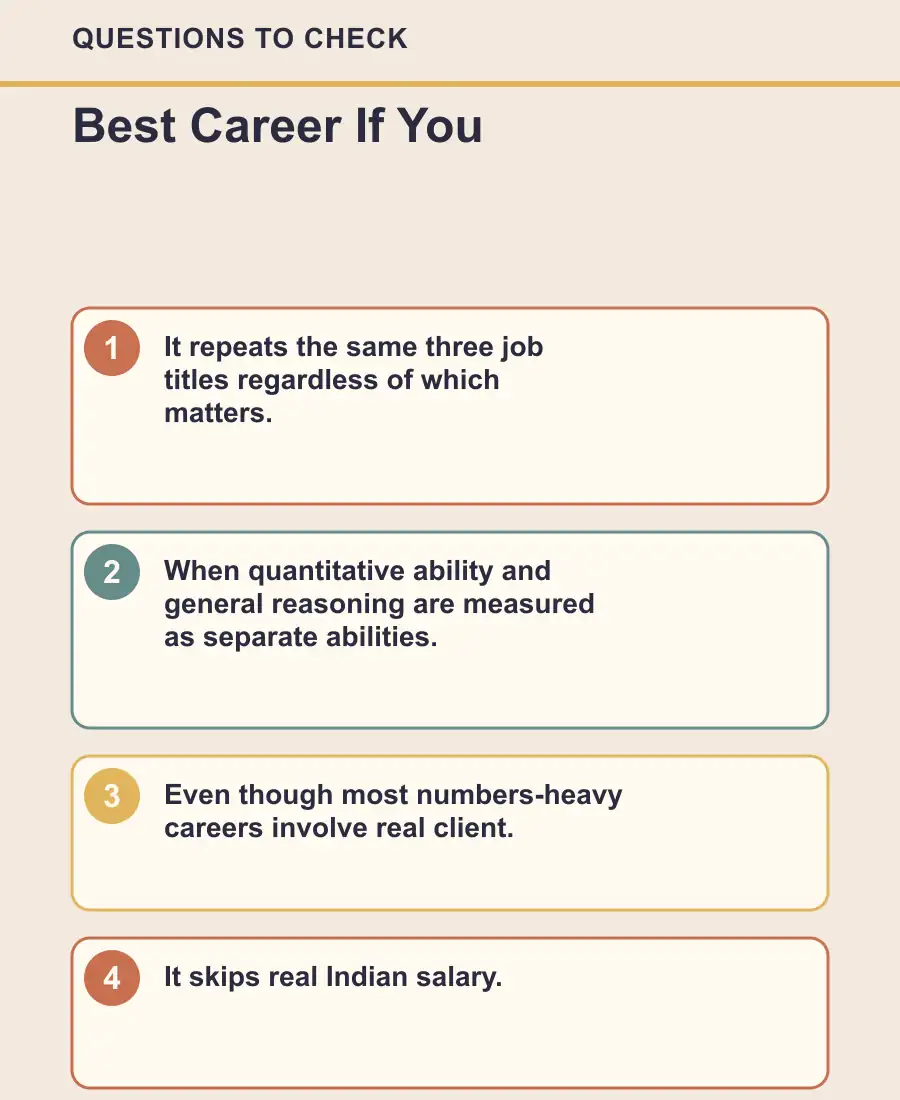 QUESTIONS TO CHECK
Best Career If You
1
It repeats the same three job
titles regardless of which
matters.
2
When quantitative ability and
general reasoning are measured
as separate abilities.
3
Even though most numbers-heavy
careers involve real client.
4
It skips real Indian salary.